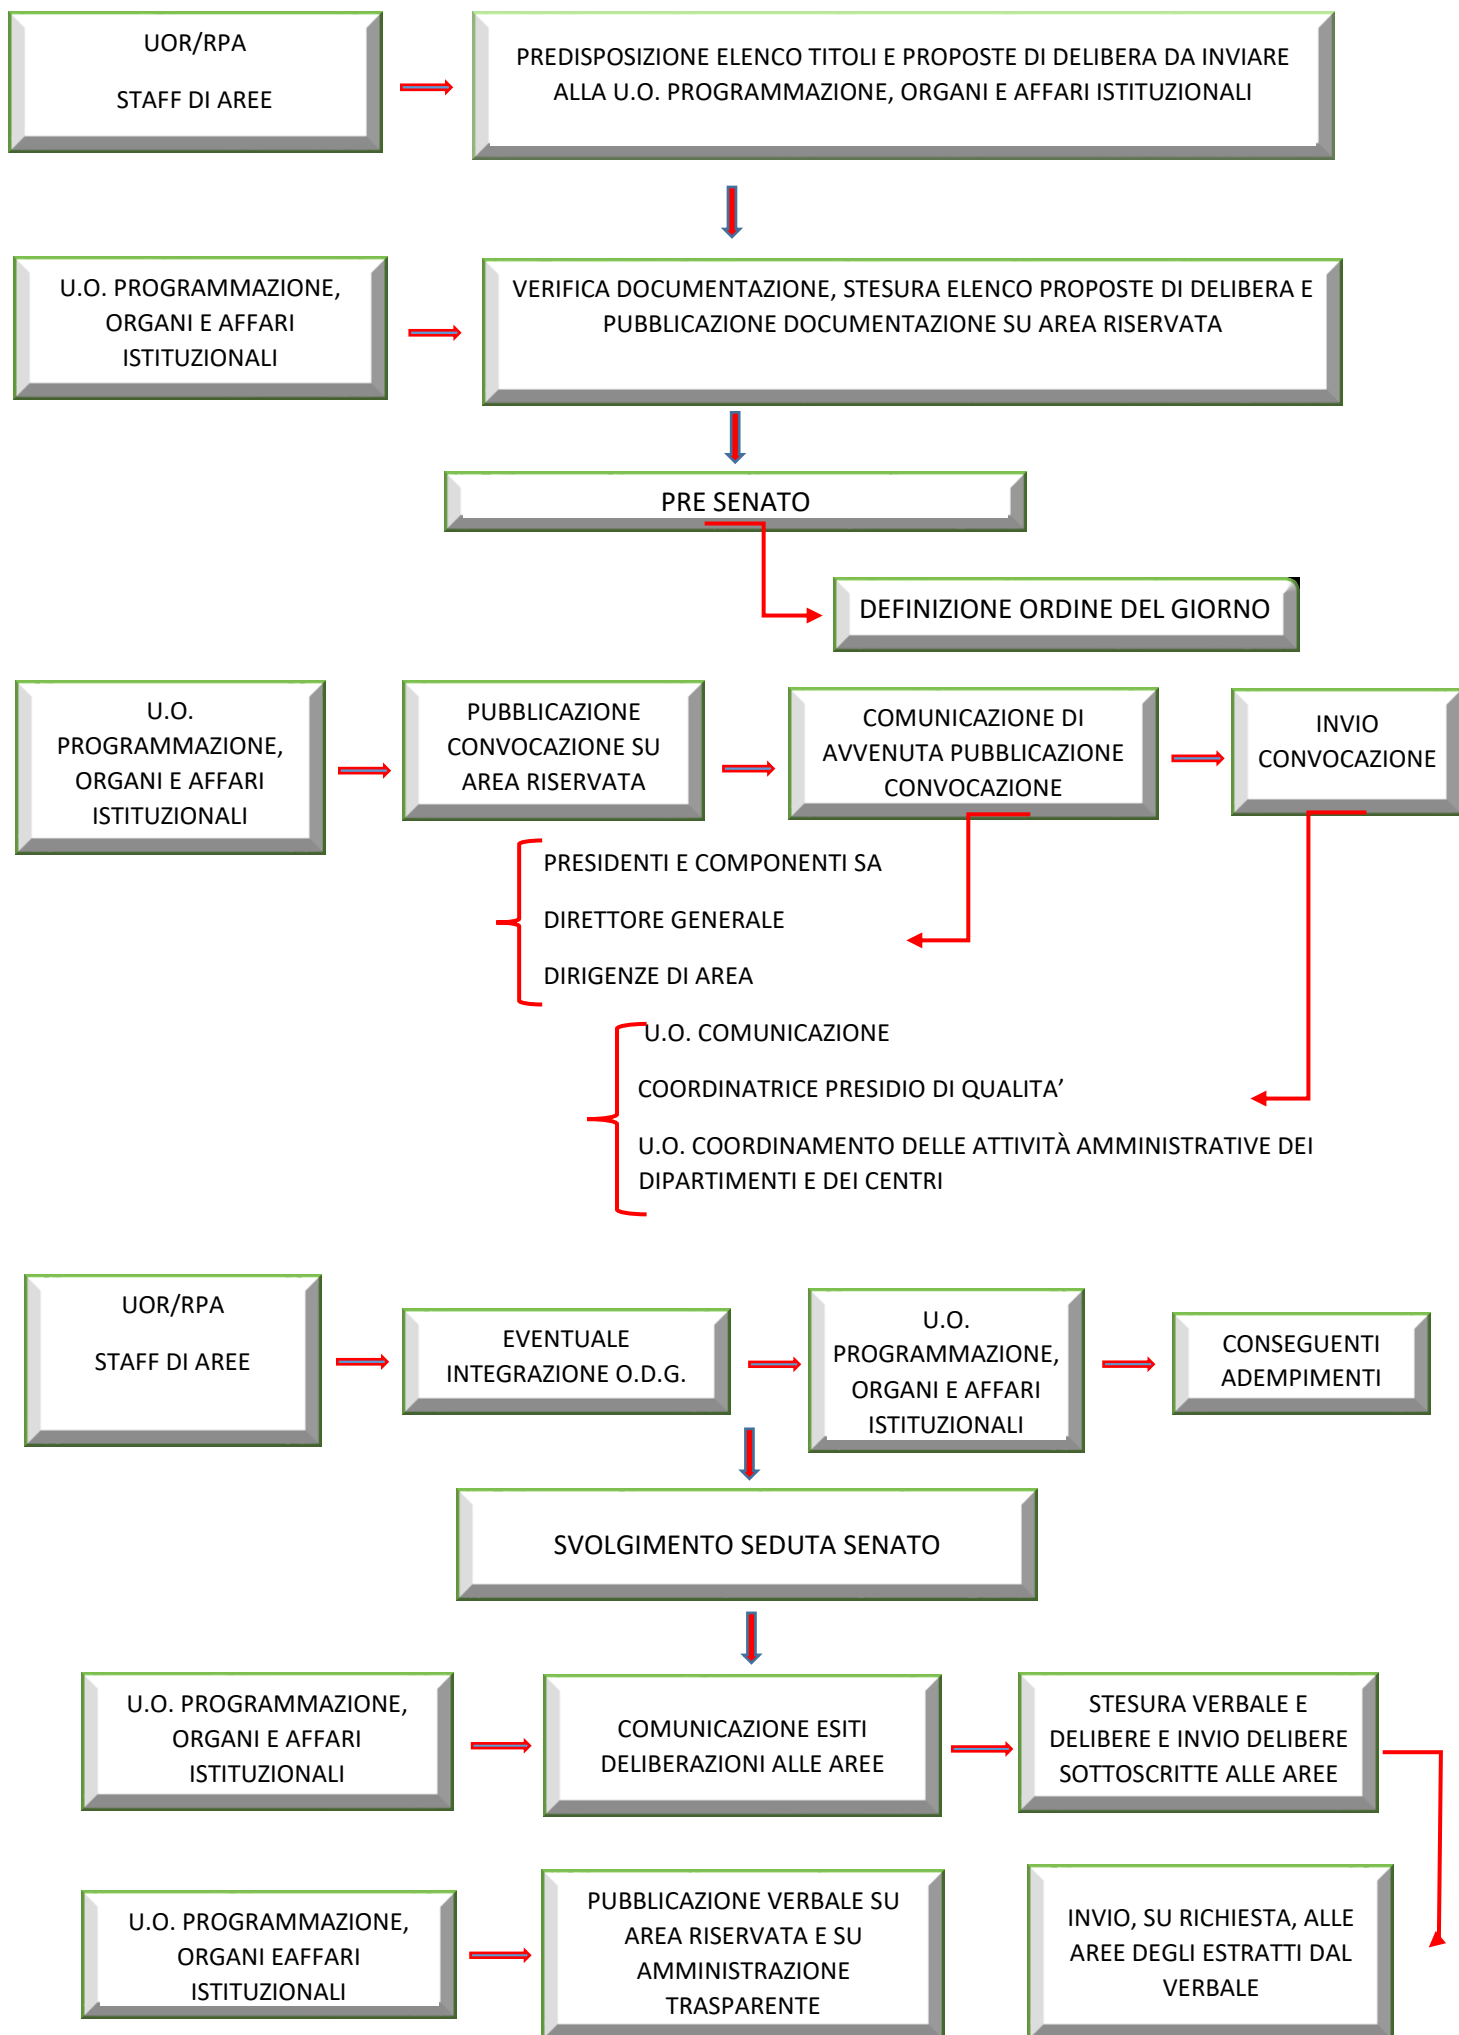 UOR/RPA
STAFF DI AREE
PREDISPOSIZIONE ELENCO TITOLI E PROPOSTE DI DELIBERA DA INVIARE
ALLA U.O. PROGRAMMAZIONE, ORGANI E AFFARI ISTITUZIONALI
U.O. PROGRAMMAZIONE,
ORGANI E AFFARI
ISTITUZIONALI
VERIFICA DOCUMENTAZIONE, STESURA ELENCO PROPOSTE DI DELIBERA E
PUBBLICAZIONE DOCUMENTAZIONE SU AREA RISERVATA
PRE SENATO
DEFINIZIONE ORDINE DEL GIORNO
U.O.
PROGRAMMAZIONE,
ORGANI E AFFARI
ISTITUZIONALI
PUBBLICAZIONE
CONVOCAZIONE SU
AREA RISERVATA
COMUNICAZIONE DI
AVVENUTA PUBBLICAZIONE
CONVOCAZIONE
INVIO
CONVOCAZIONE
PRESIDENTI E COMPONENTI SA
DIRETTORE GENERALE
DIRIGENZE DI AREA
U.O. COMUNICAZIONE
COORDINATRICE PRESIDIO DI QUALITA’
U.O. COORDINAMENTO DELLE ATTIVITÀ AMMINISTRATIVE DEI
DIPARTIMENTI E DEI CENTRI
UOR/RPA
STAFF DI AREE
EVENTUALE
INTEGRAZIONE O.D.G.
U.O.
PROGRAMMAZIONE,
ORGANI E AFFARI
ISTITUZIONALI
CONSEGUENTI
ADEMPIMENTI
SVOLGIMENTO SEDUTA SENATO
U.O. PROGRAMMAZIONE,
ORGANI E AFFARI
ISTITUZIONALI
COMUNICAZIONE ESITI
DELIBERAZIONI ALLE AREE
STESURA VERBALE E
DELIBERE E INVIO DELIBERE
SOTTOSCRITTE ALLE AREE
U.O. PROGRAMMAZIONE,
ORGANI EAFFARI
ISTITUZIONALI
PUBBLICAZIONE VERBALE SU
AREA RISERVATA E SU
AMMINISTRAZIONE
TRASPARENTE
INVIO, SU RICHIESTA, ALLE
AREE DEGLI ESTRATTI DAL
VERBALE